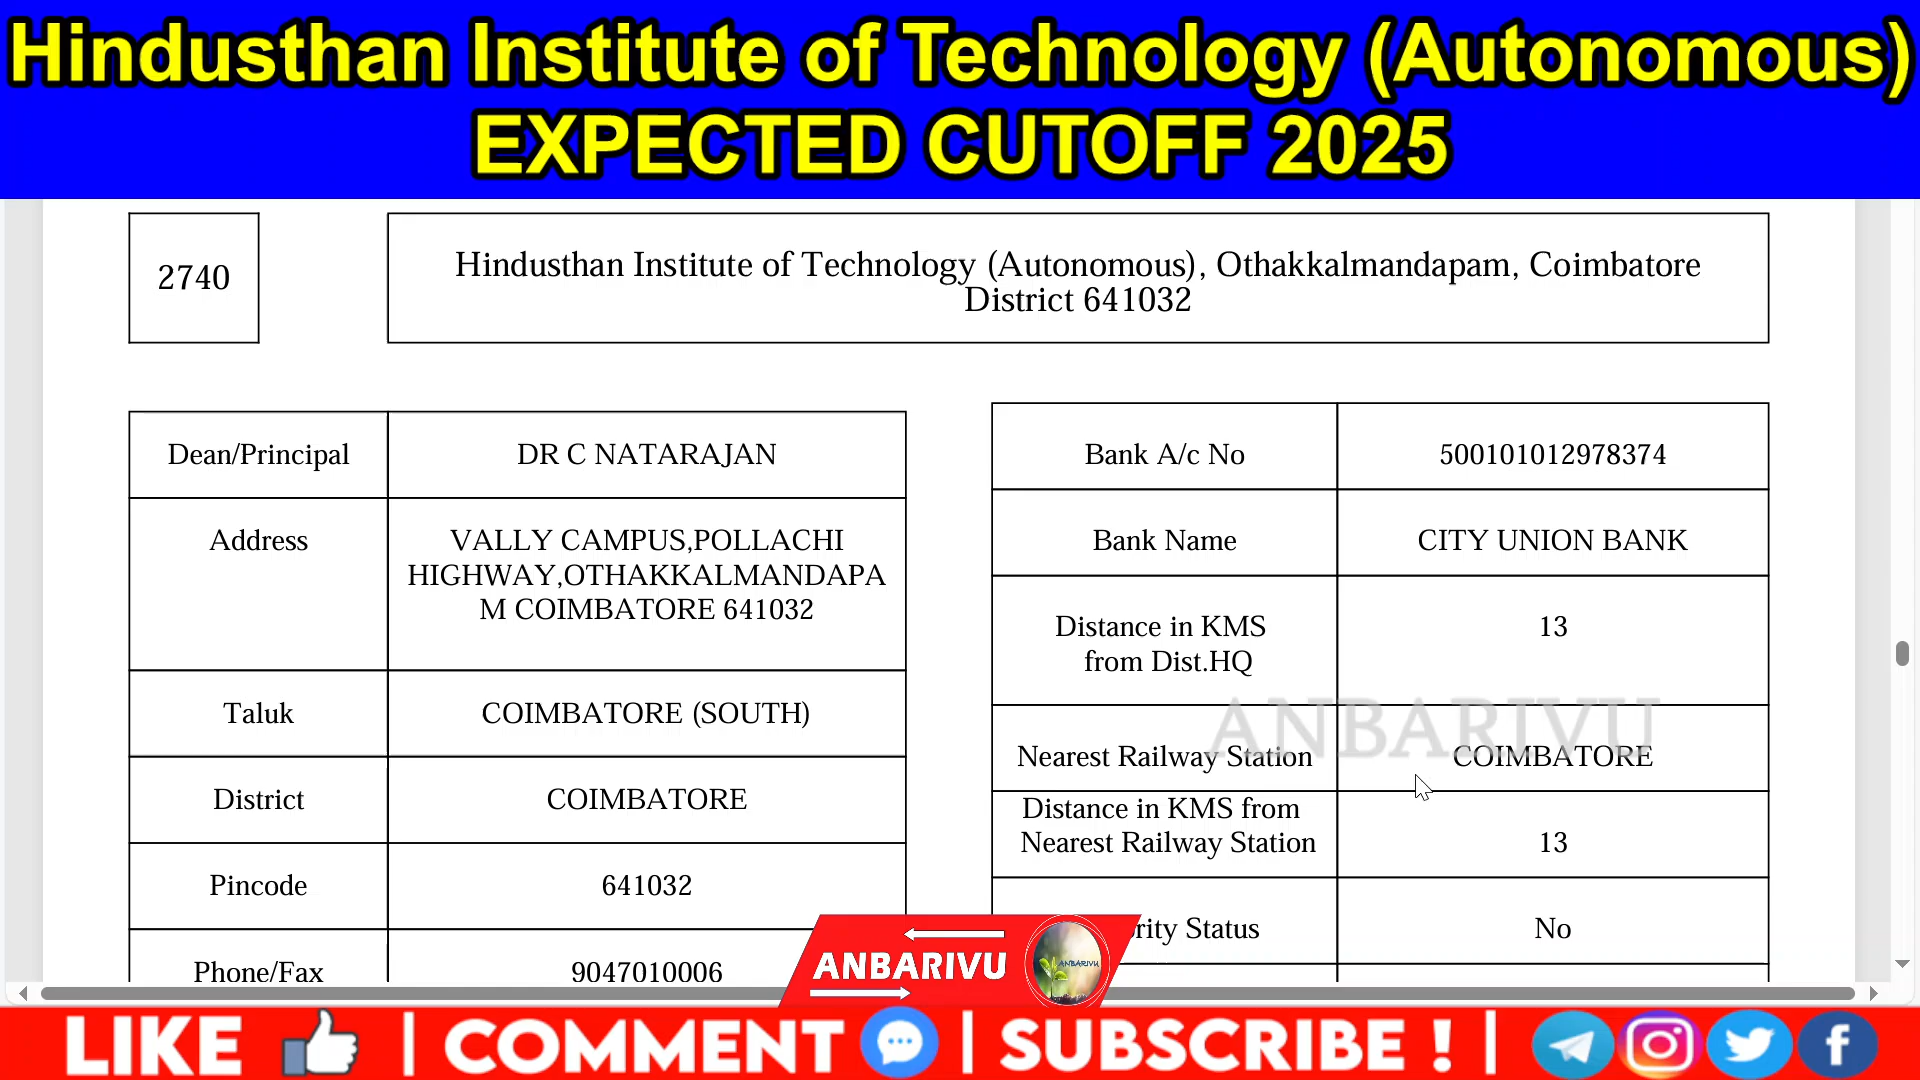 Hindusthan Institute of Technology (Autonomous)
EXPECTED CUTOFF 2025
2740
Hindusthan Institute of Technology (Autonomous), Othakkalmandapam, Coimbatore
District 641032
Dean/Principal
DR C NATARAJAN
Address
VALLY CAMPUS,POLLACHI
HIGHWAY,OTHAKKALMANDAPA
M COIMBATORE 641032
Taluk
COIMBATORE (SOUTH)
District
COIMBATORE
Pincode
641032
Phone/Fax
9047010006
Bank A/c No
500101012978374
Bank Name
CITY UNION BANK
Distance in KMS
from Dist.HQ
13
ANBARIVU
Nearest Railway Station
COIMBATORE
Distance in KMS from
Nearest Railway Station
13
rity Status
No
ANBARIVU
ANBARIVU
LIKE | COMMENT | SUBSCRIBE ! |